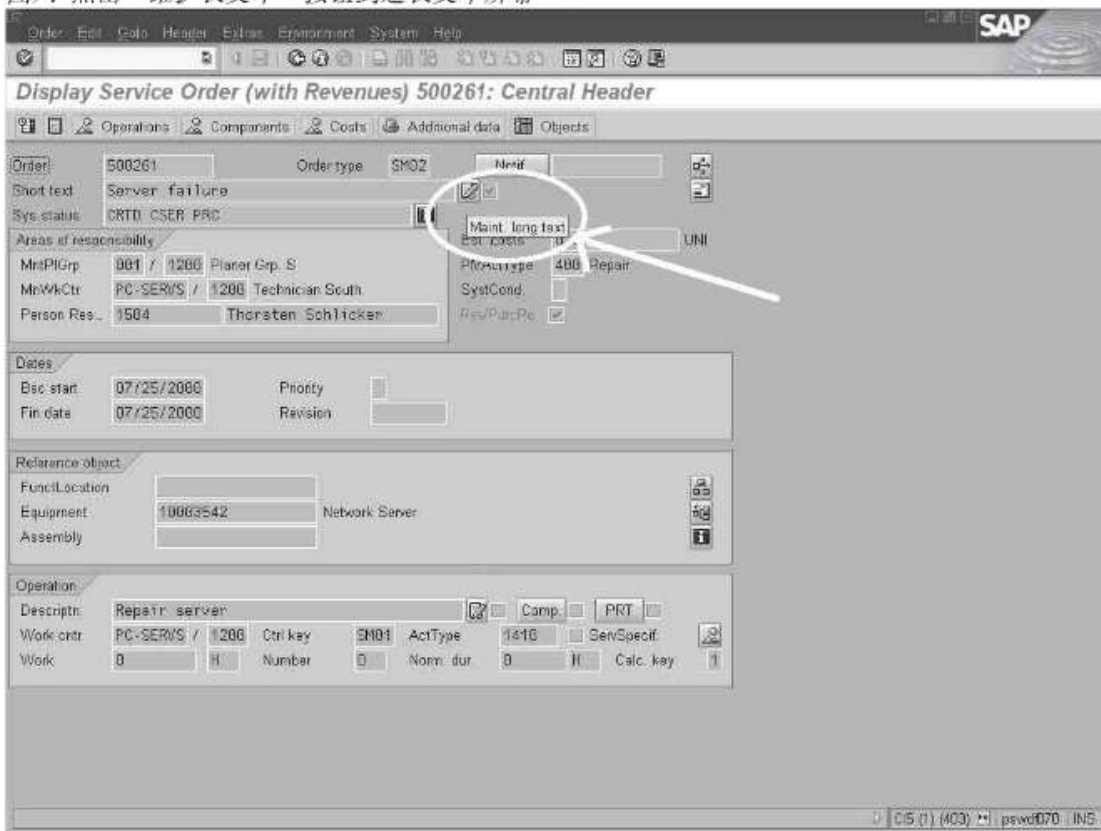 Order Edit Goto Header Extras Environment System Help
SAP
Display Service Order (with Revenues) 500261: Central Header
Operations Components Costs Additional data Objects
Order 500261 Order type SM02 Notif
Short text Server failure
Sys.status CRTD CSER PRC
Maint. long text
Areas of responsibility Est. costs UNI
MntPlGrp 001 / 1200 Planer Grp. S PMActType 400 Repair
MnWkCtr PC-SERVS / 1200 Technician South SystCond.
Person Res.. 1504 Thorsten Schlicker Res/PurcRq
Dates
Bsc start 07/25/2000 Priority
Fin date 07/25/2000 Revision
Reference object
FunctLocation
Equipment 10003542 Network Server
Assembly
Operation
Descriptn Repair server Comp. PRT
Work cntr PC-SERVS / 1200 Ctrl key SM01 ActType 1410 ServSpecif.
Work 0 H Number 0 Norm. dur. 0 H Calc. key 1
CIS (1) (403) pswdf070 INS